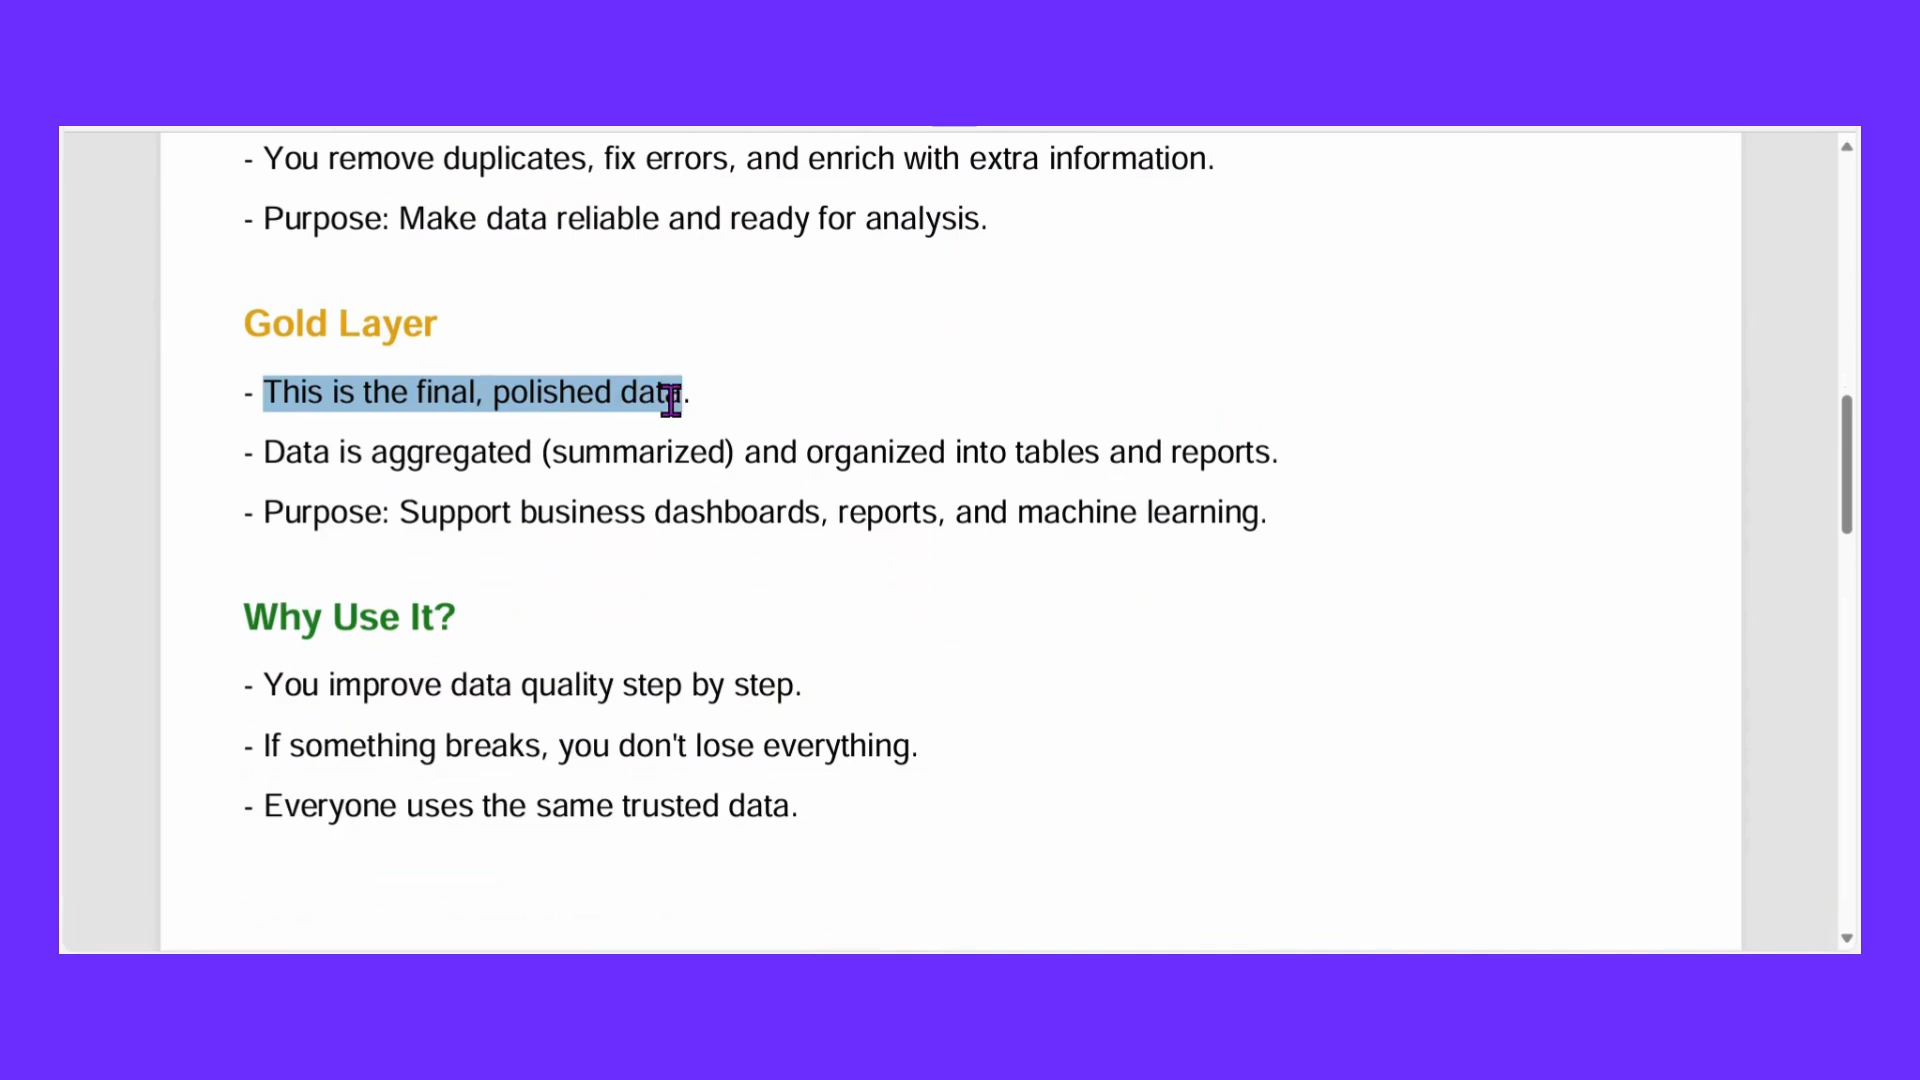 - You remove duplicates, fix errors, and enrich with extra information.
- Purpose: Make data reliable and ready for analysis.
Gold Layer
- This is the final, polished data.
- Data is aggregated (summarized) and organized into tables and reports.
- Purpose: Support business dashboards, reports, and machine learning.
Why Use It?
- You improve data quality step by step.
- If something breaks, you don't lose everything.
- Everyone uses the same trusted data.